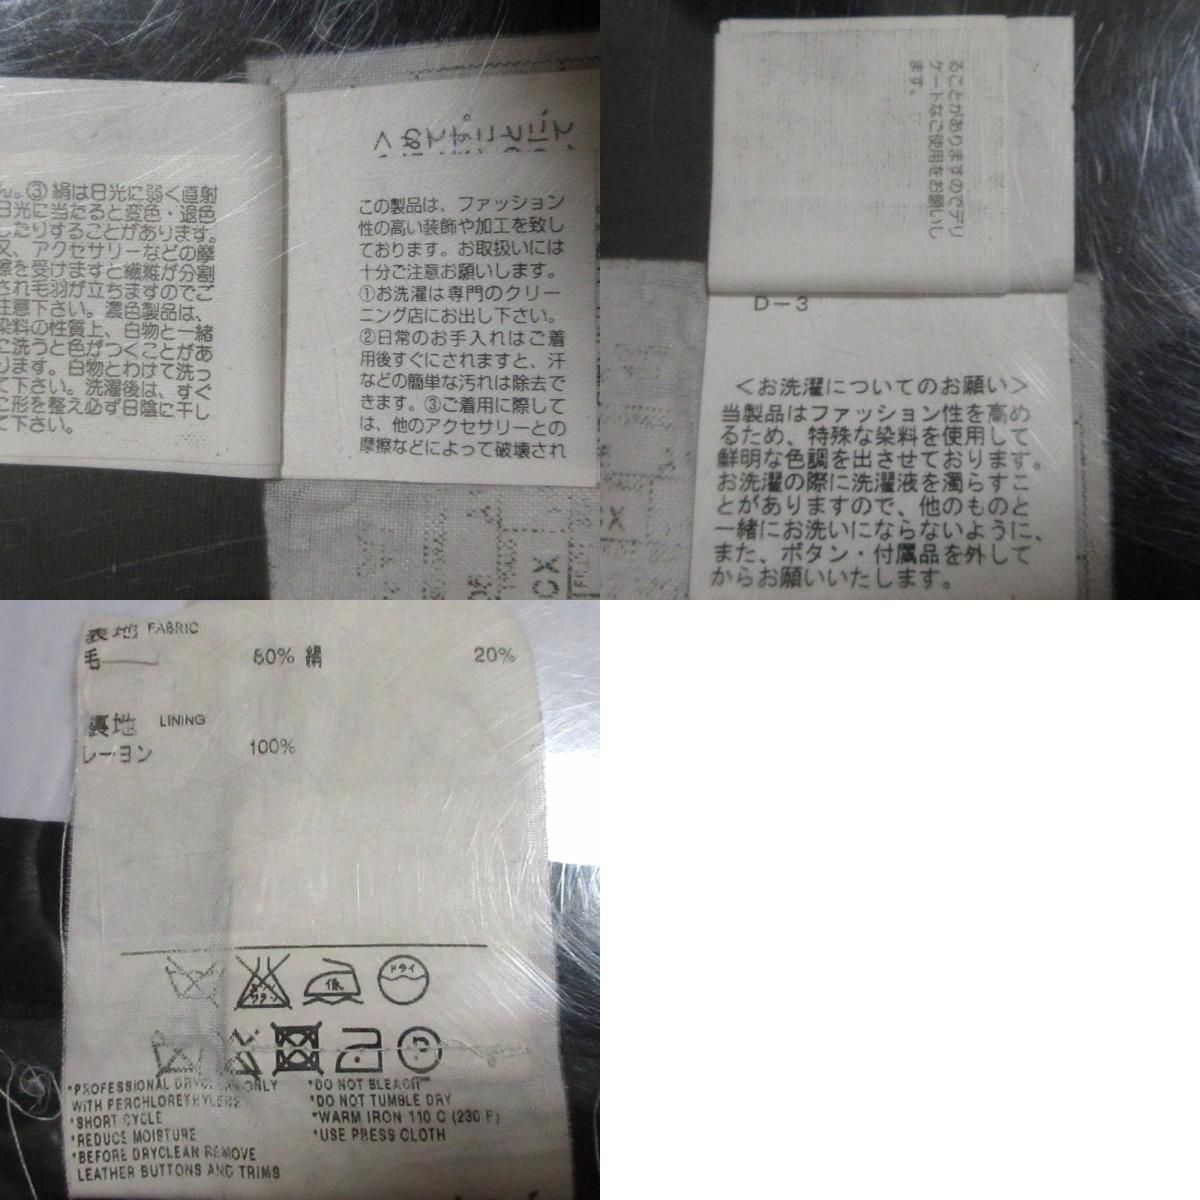 ん。③絹は日光に弱く直射
日光に当たると変色・退色
したりすることがあります。
又、アクセサリーなどの摩
擦を受けますと繊維が分割
され毛羽が立ちますのでご
注意下さい。濃色製品は、
染料の性質上、白物と一緒
に洗うと色がつくことがあ
ります。白物とわけて洗っ
て下さい。洗濯後は、すぐ
に形を整え必ず日陰に干し
て下さい。
この製品は、ファッション
性の高い装飾や加工を致し
ております。お取扱いには
十分ご注意お願いします。
①お洗濯は専門のクリー
ニング店にお出し下さい。
②日常のお手入れはご着
用後すぐにされますと、汗
などの簡単な汚れは除去で
きます。③ご着用に際して
は、他のアクセサリーとの
摩擦などによって破壊され
CX
ることがありますのでデリ
ケートなご使用をお願いし
ます。
D-3
<お洗濯についてのお願い>
当製品はファッション性を高め
るため、特殊な染料を使用して
鮮明な色調を出させております。
お洗濯の際に洗濯液を濁らすこ
とがありますので、他のものと
一緒にお洗いにならないように、
また、ボタン・付属品を外して
からお願いいたします。
CX
表地 FABRIC
毛 80% 絹 20%
裏地 LINING
レーヨン 100%
低
ドライ
P
*PROFESSIONAL DRYCLEAN ONLY
WITH PERCHLORETHYLENE
*SHORT CYCLE
*REDUCE MOISTURE
*BEFORE DRYCLEAN REMOVE
LEATHER BUTTONS AND TRIMS
*DO NOT BLEACH
*DO NOT TUMBLE DRY
*WARM IRON 110 C (230 F)
*USE PRESS CLOTH